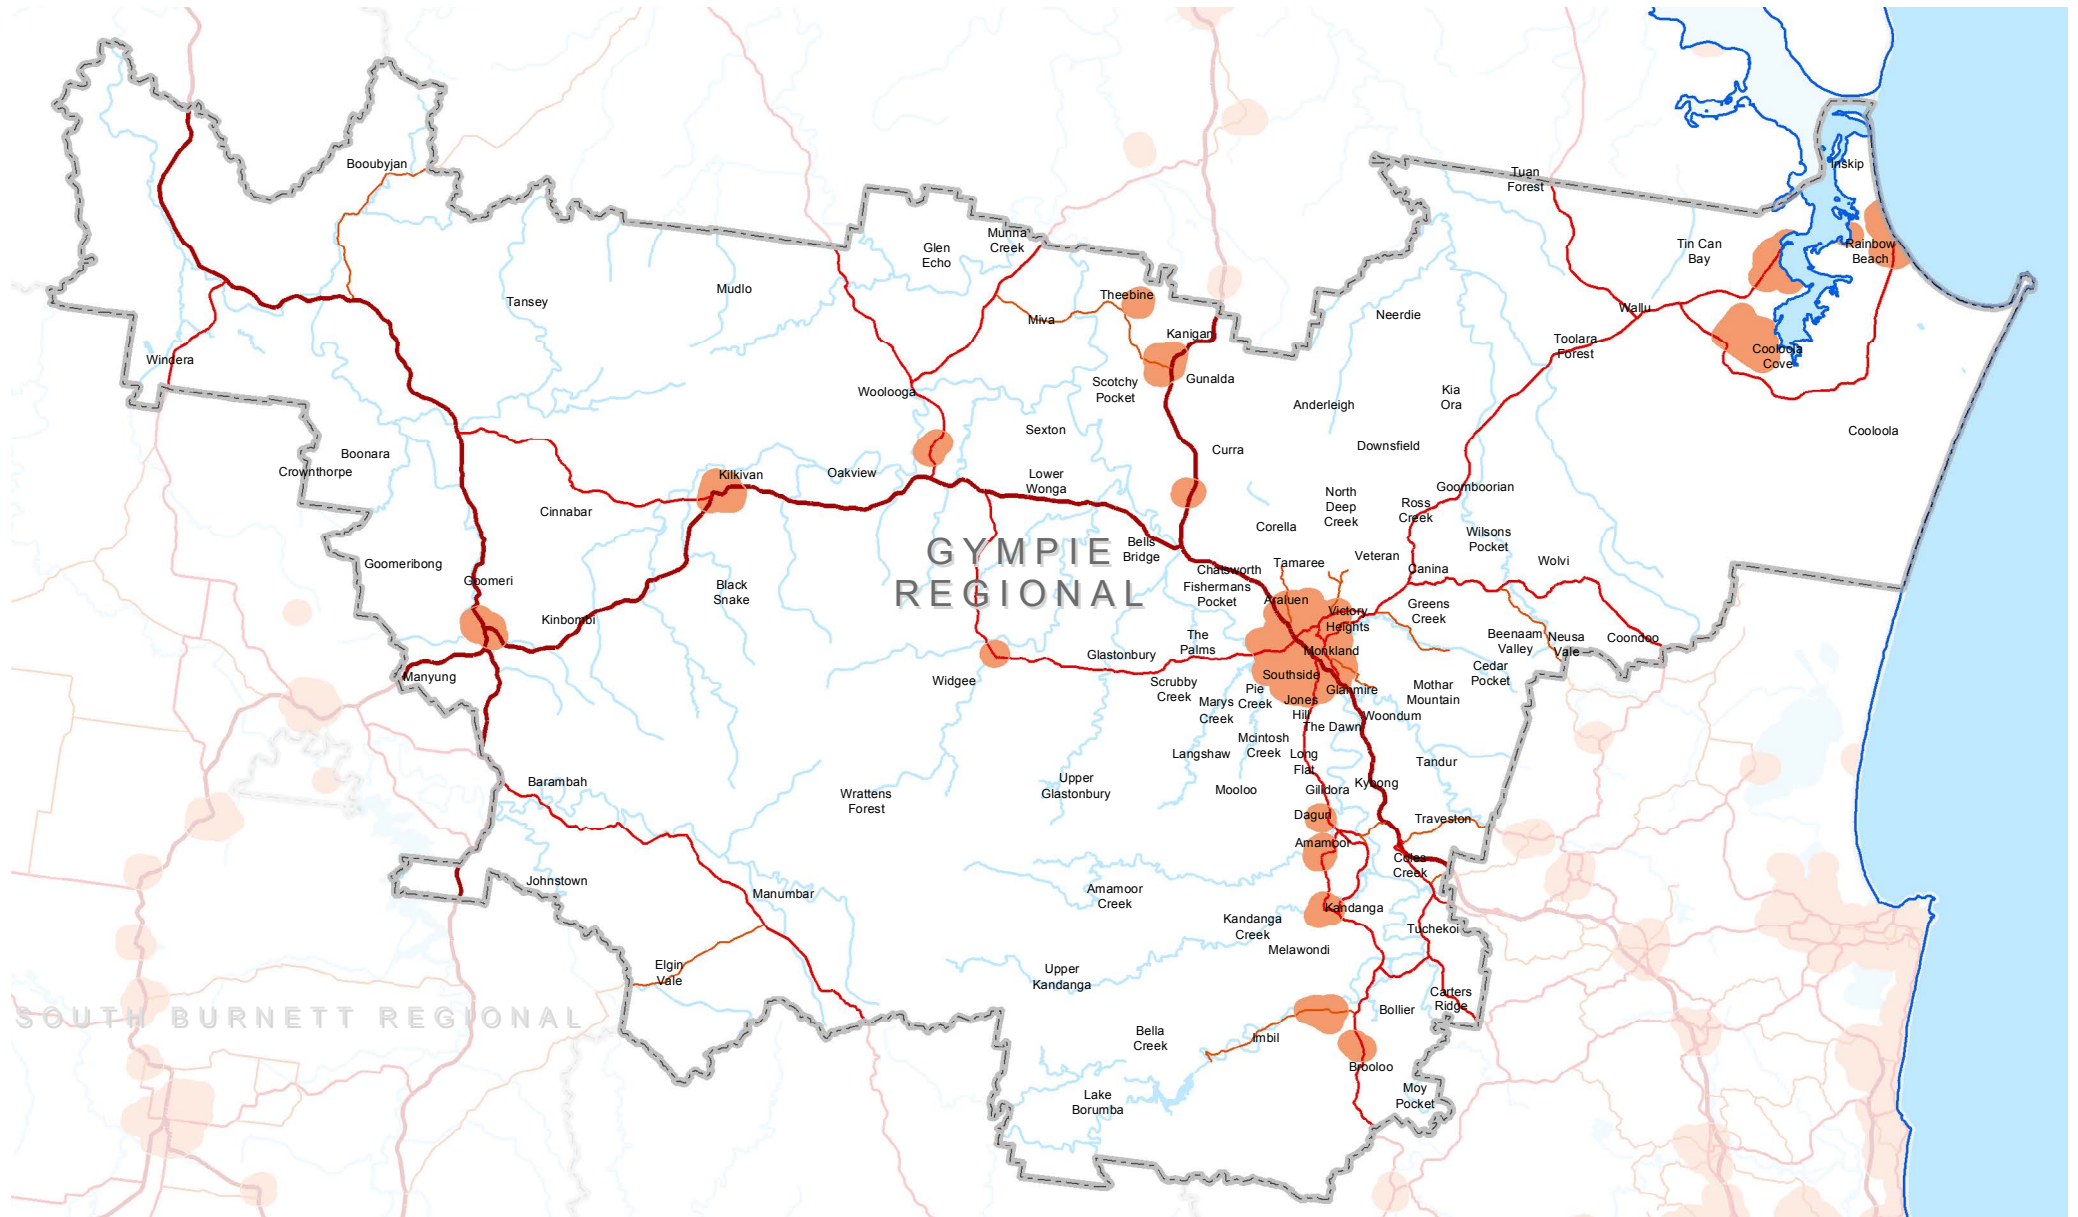 Booubyjan
Inskip
Tuan
Forest
Munna
Creek
Glen
Echo
Tin Can
Bay
Rainbow
Beach
Mudlo
Tansey
Theebine
Miva
Neerdie
Wallu
Kanigan
Toolara
Forest
Cooloola
Cove
Windera
Gunalda
Scotchy
Pocket
Woolooga
Kia
Ora
Anderleigh
Sexton
Cooloola
Downsfield
Curra
Boonara
Crownthorpe
Kilkivan
Oakview
Lower
Wonga
Goomboorian
North
Deep
Creek
Ross
Creek
Cinnabar
Corella
Wilsons
Pocket
Bells
Bridge
GYMPIE
REGIONAL
Veteran
Wolvi
Goomeribong
Tamaree
Chatsworth
Canina
Goomeri
Black
Snake
Fishermans
Pocket
Araluen
Greens
Creek
Victory
Heights
Kinbombi
The
Palms
Beenaam
Valley
Neusa
Vale
Coondoo
Glastonbury
Monkland
Cedar
Pocket
Manyung
Widgee
Scrubby
Creek
Southside
Pie
Creek
Glanmire
Mothar
Mountain
Marys
Creek
Jones
Hill
Woondum
The Dawn
Mcintosh
Creek
Langshaw
Long
Flat
Tandur
Barambah
Upper
Glastonbury
Kybong
Wrattens
Forest
Mooloo
Gilldora
Dagun
Traveston
Amamoor
Coles
Creek
Johnstown
Manumbar
Amamoor
Creek
Kandanga
Kandanga
Creek
Tuchekoi
Melawondi
Elgin
Vale
Upper
Kandanga
Carters
Ridge
Bollier
SOUTH BURNETT REGIONAL
Bella
Creek
Imbil
Brooloo
Moy
Pocket
Lake
Borumba